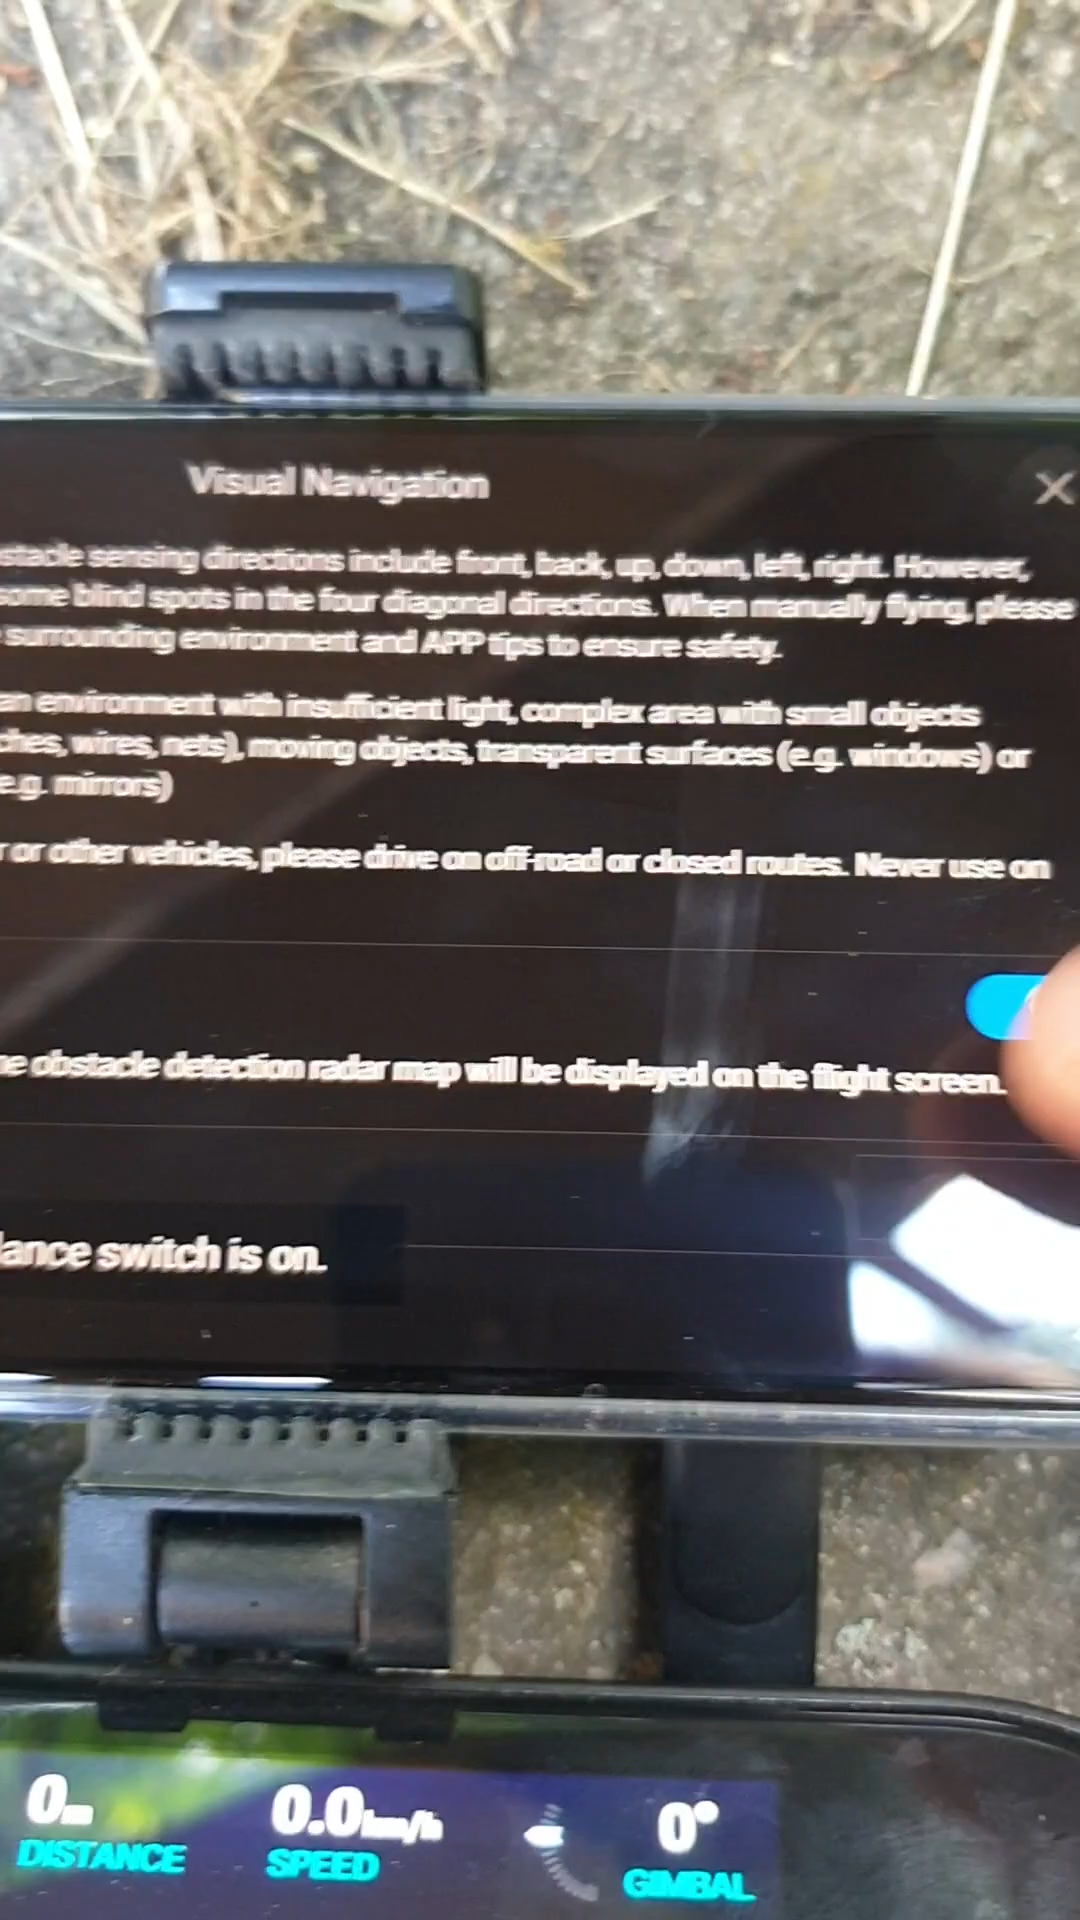 Visual Navigation
stacle sensing directions include front, back, up, down, left, right. However,
some blind spots in the four diagonal directions. When manually flying, please
surrounding environment and APP tips to ensure safety.
an environment with insufficient light, complex area with small objects
ches, wires, nets), moving objects, transparent surfaces (e.g. windows) or
e.g. mirrors)
r or other vehicles, please drive on off-road or closed routes. Never use on
he obstacle detection radar map will be displayed on the flight screen.
dance switch is on.
0m 0.0km/h 0°
DISTANCE SPEED GIMBAL